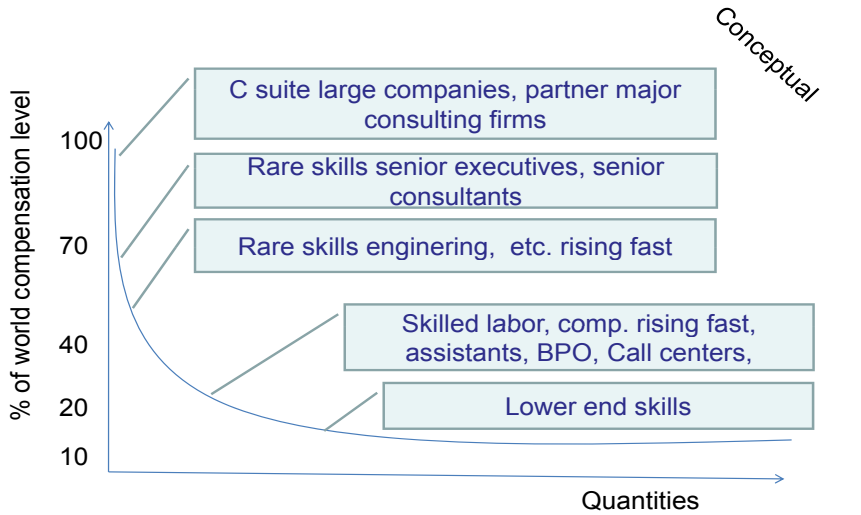 Conceptual
C suite large companies, partner major
consulting firms
Rare skills senior executives, senior
consultants
Rare skills enginering, etc. rising fast
Skilled labor, comp. rising fast,
assistants, BPO, Call centers,
Lower end skills
% of world compensation level
100
70
40
20
10
Quantities